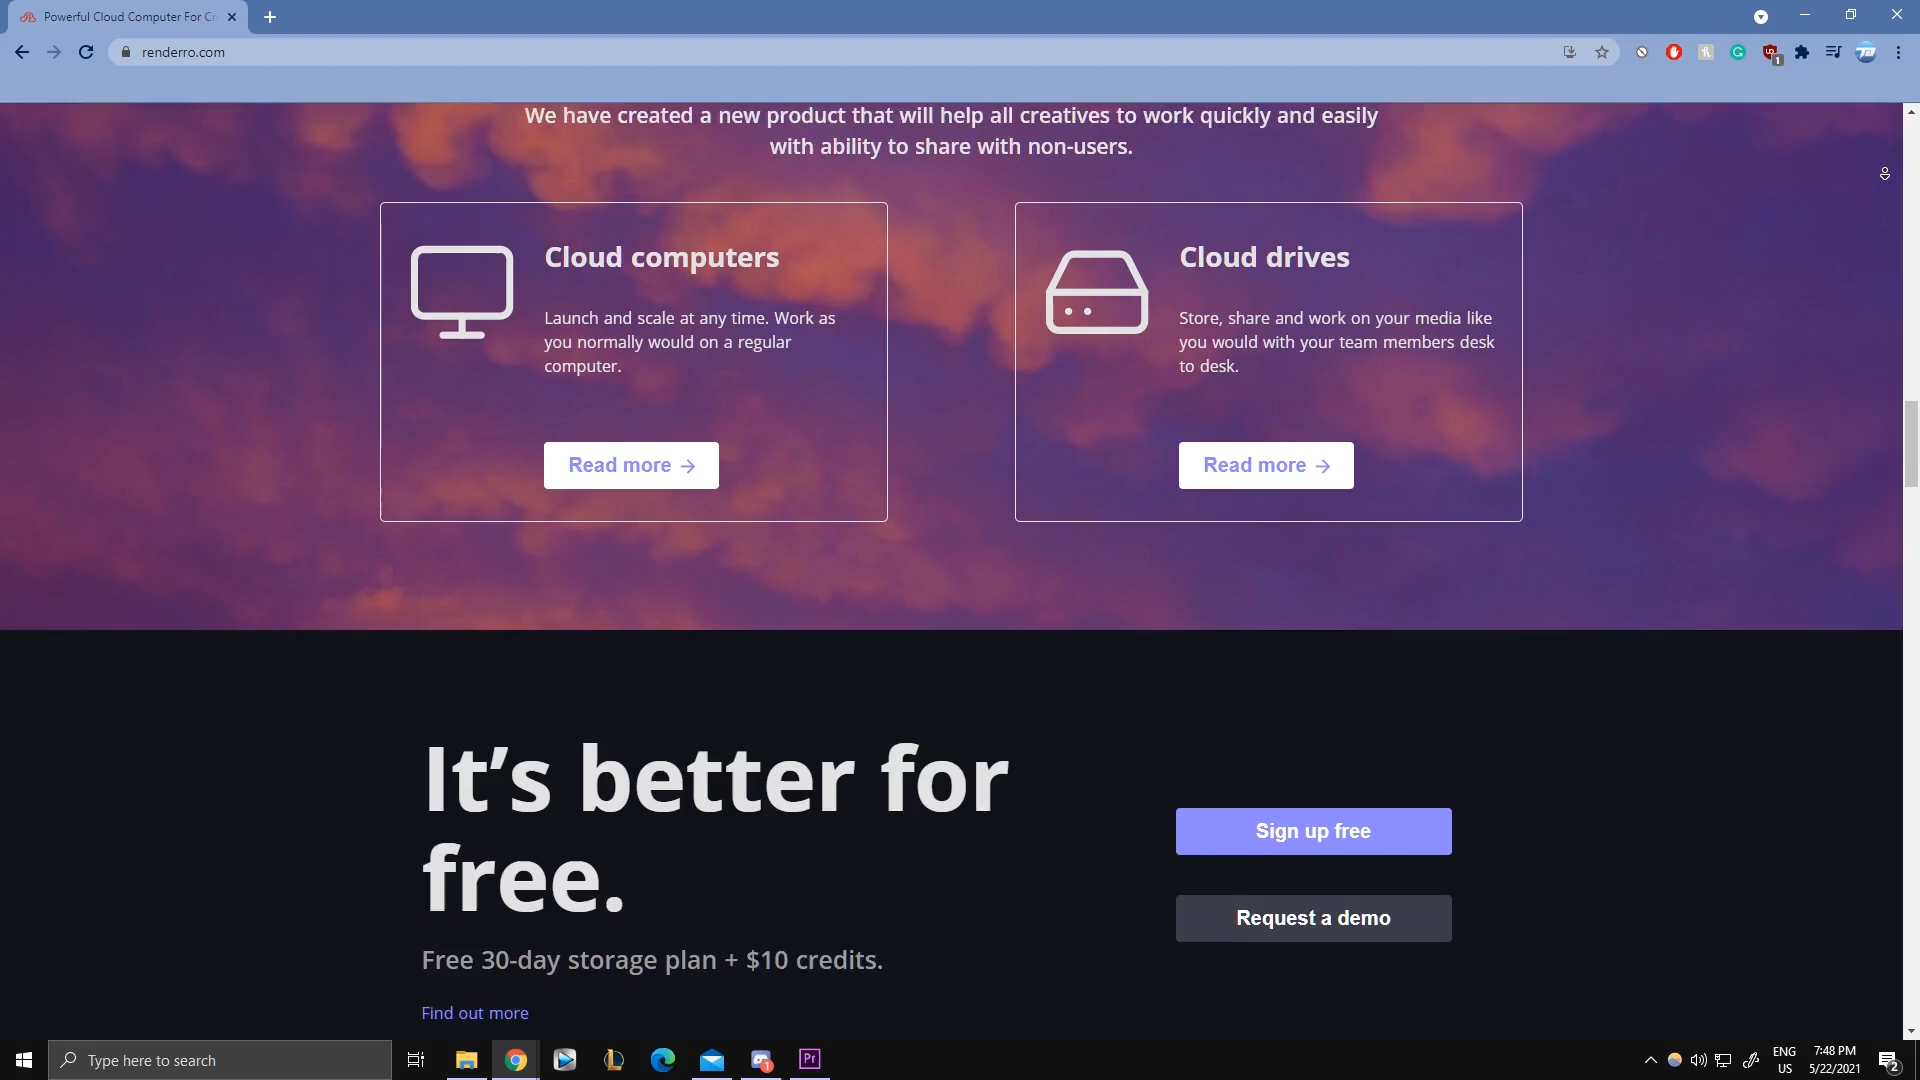 Powerful Cloud Computer For Cr
renderro.com
1
We have created a new product that will help all creatives to work quickly and easily
with ability to share with non-users.
Cloud computers
Launch and scale at any time. Work as
you normally would on a regular
computer.
Read more →
Cloud drives
Store, share and work on your media like
you would with your team members desk
to desk.
Read more →
It’s better for
free.
Free 30-day storage plan + $10 credits.
Find out more
Sign up free
Request a demo
Type here to search
1
Pr
ENG
US
7:48 PM
5/22/2021
2